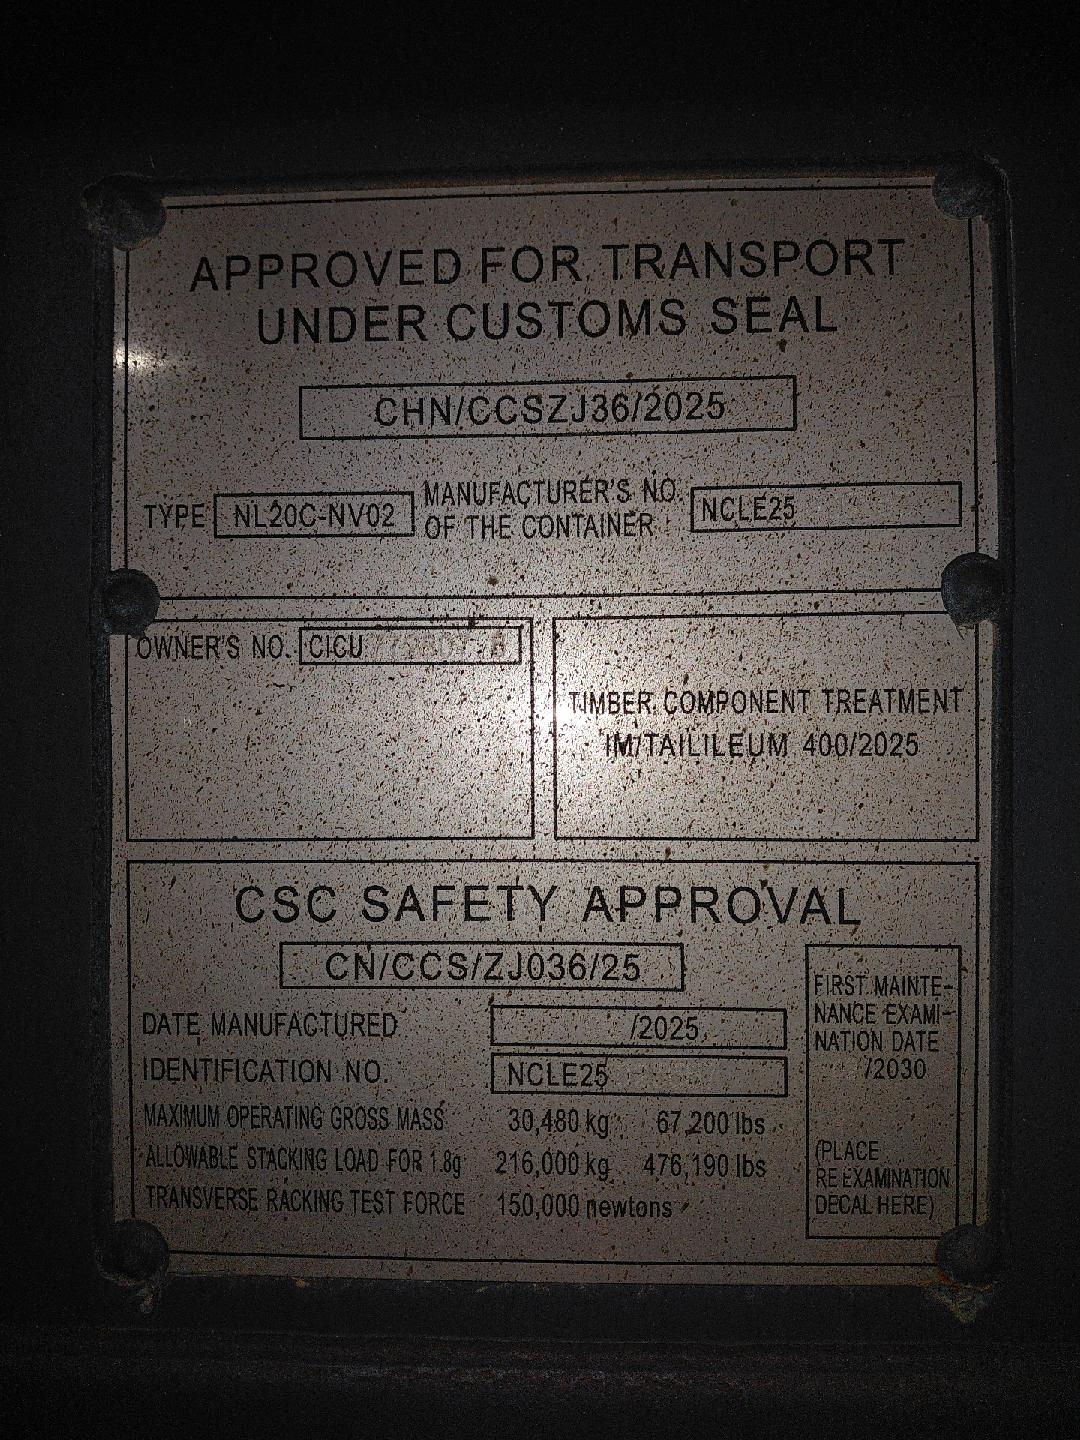 APPROVED FOR TRANSPORT
UNDER CUSTOMS SEAL
CHN/CCSZJ36/2025
TYPE NL20C-NV02 MANUFACTURER'S NO. OF THE CONTAINER NCLE25
OWNER'S NO. CICU
TIMBER COMPONENT TREATMENT
IM/TAILILEUM 400/2025
CSC SAFETY APPROVAL
CN/CCS/ZJ036/25
DATE MANUFACTURED /2025
IDENTIFICATION NO. NCLE25
MAXIMUM OPERATING GROSS MASS 30,480 kg 67,200 lbs
ALLOWABLE STACKING LOAD FOR 1.8g 216,000 kg 476,190 lbs
TRANSVERSE RACKING TEST FORCE 150,000 newtons
FIRST MAINTE-
NANCE EXAMI-
NATION DATE
/2030
(PLACE
RE EXAMINATION
DECAL HERE)